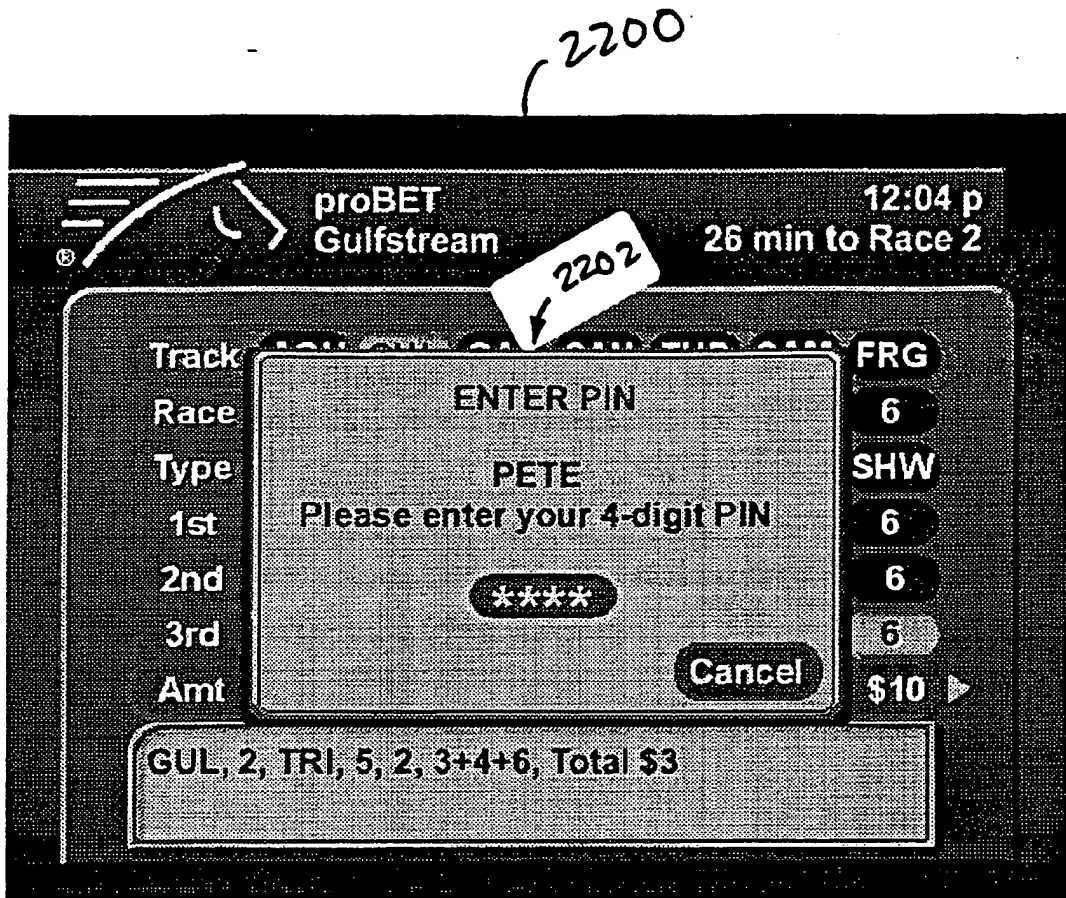 2200
proBET
Gulfstream
12:04 p
26 min to Race 2
®
2202
Track FRG
Race 6
Type SHW
1st 6
2nd 6
3rd 6
Amt $10
ENTER PIN
PETE
Please enter your 4-digit PIN
****
Cancel
GUL, 2, TRI, 5, 2, 3+4+6, Total $3